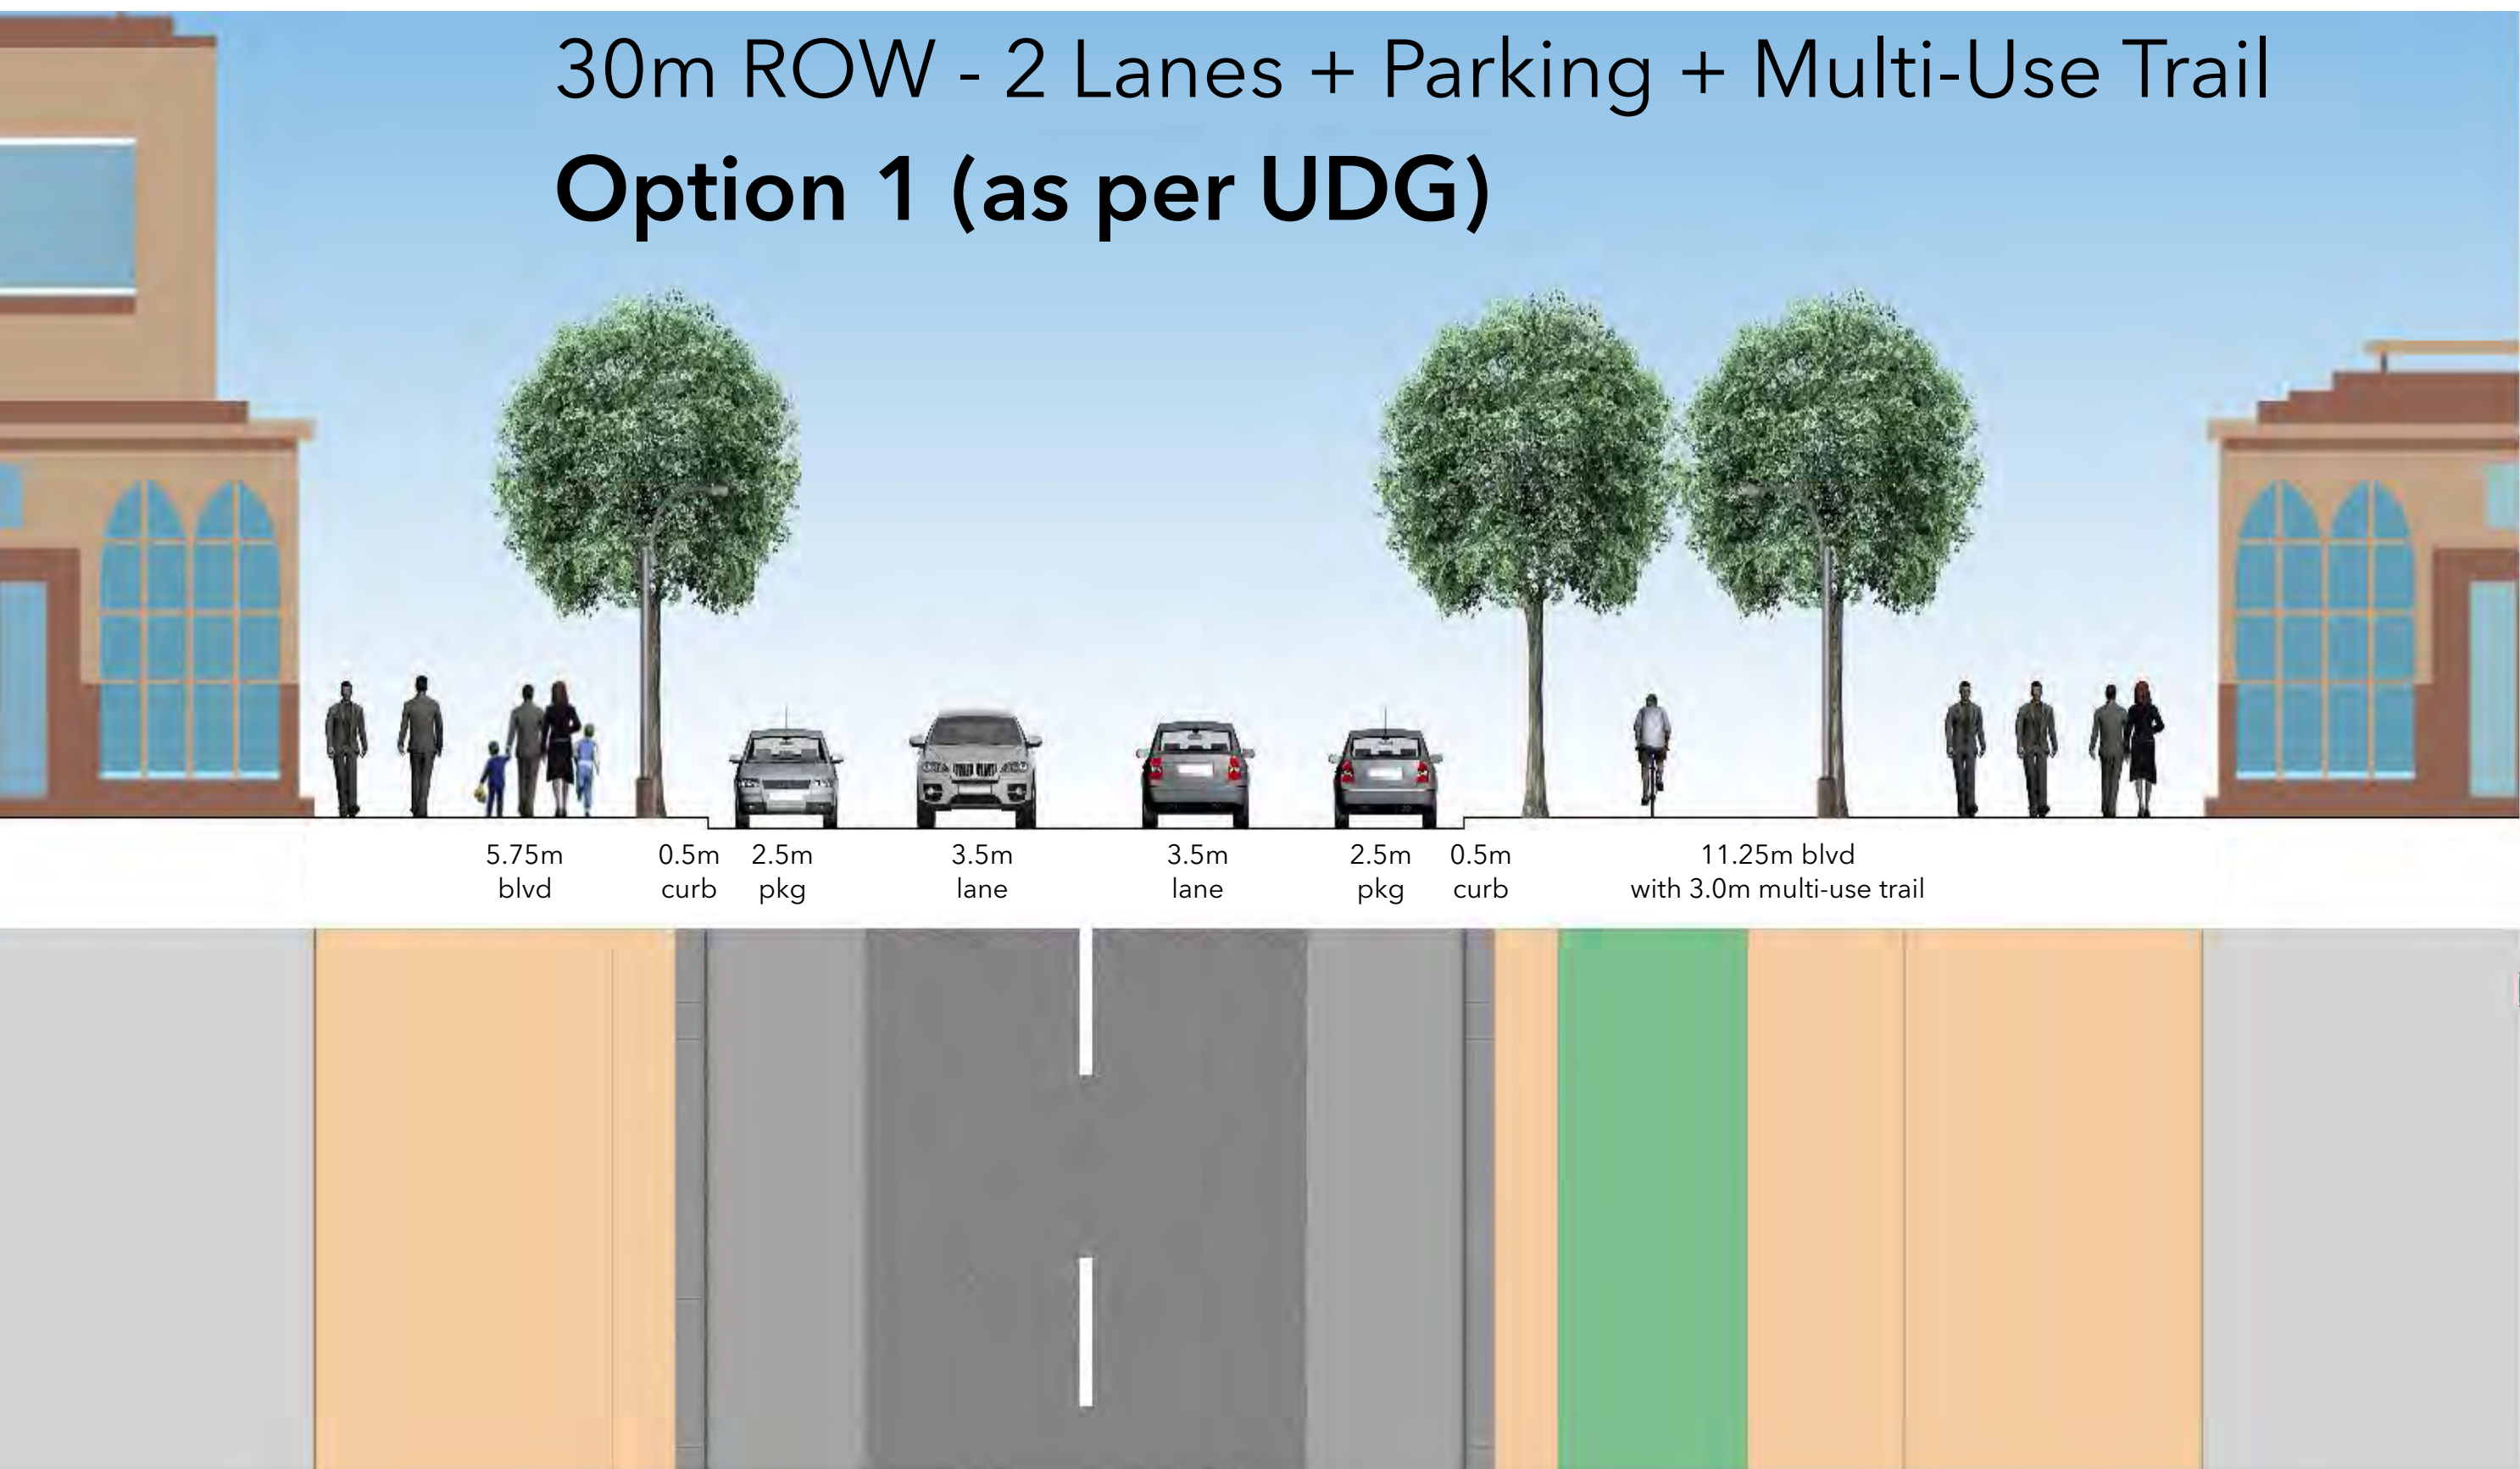 30m ROW - 2 Lanes + Parking + Multi-Use Trail
Option 1 (as per UDG)
5.75m
blvd
0.5m
curb
2.5m
pkg
3.5m
lane
3.5m
lane
2.5m
pkg
0.5m
curb
11.25m blvd
with 3.0m multi-use trail